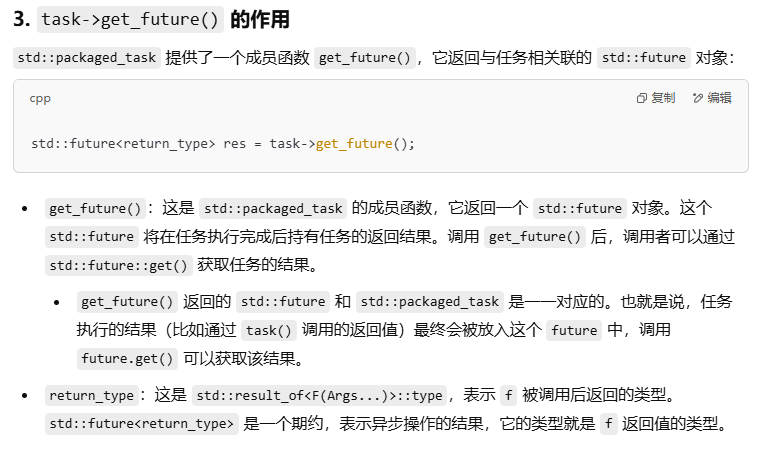 3. task->get_future() 的作用
std::packaged_task 提供了一个成员函数 get_future()，它返回与任务相关联的 std::future 对象：
cpp
复制
编辑
std::future<return_type> res = task->get_future();
get_future()：这是 std::packaged_task 的成员函数，它返回一个 std::future 对象。这个
std::future 将在任务执行完成后持有任务的返回结果。调用 get_future() 后，调用者可以通过
std::future::get() 获取任务的结果。
get_future() 返回的 std::future 和 std::packaged_task 是一一对应的。也就是说，任务
执行的结果（比如通过 task() 调用的返回值）最终会被放入这个 future 中，调用
future.get() 可以获取该结果。
return_type：这是 std::result_of<F(Args...)>::type，表示 f 被调用后返回的类型。
std::future<return_type> 是一个期约，表示异步操作的结果，它的类型就是 f 返回值的类型。